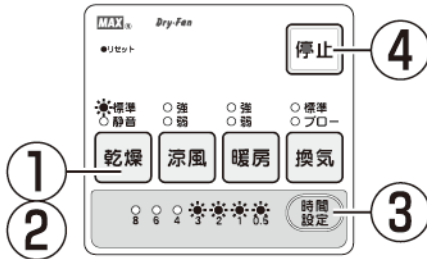 MAX® Dry-Fan
●リセット
停止
④
標準 強 強 標準
静音 弱 弱 ブロー
① 乾燥 涼風 暖房 換気
②
8 6 4 3 2 1 0.5
時間
設定
③